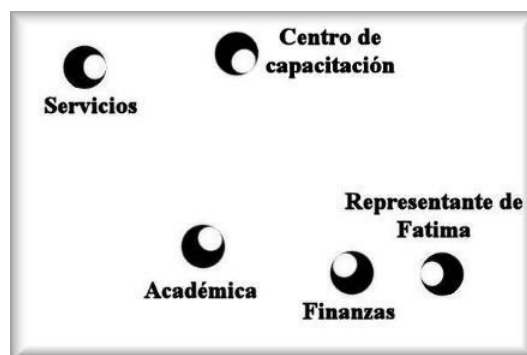 Centro de
capacitación
Servicios
Representante de
Fatima
Académica
Finanzas